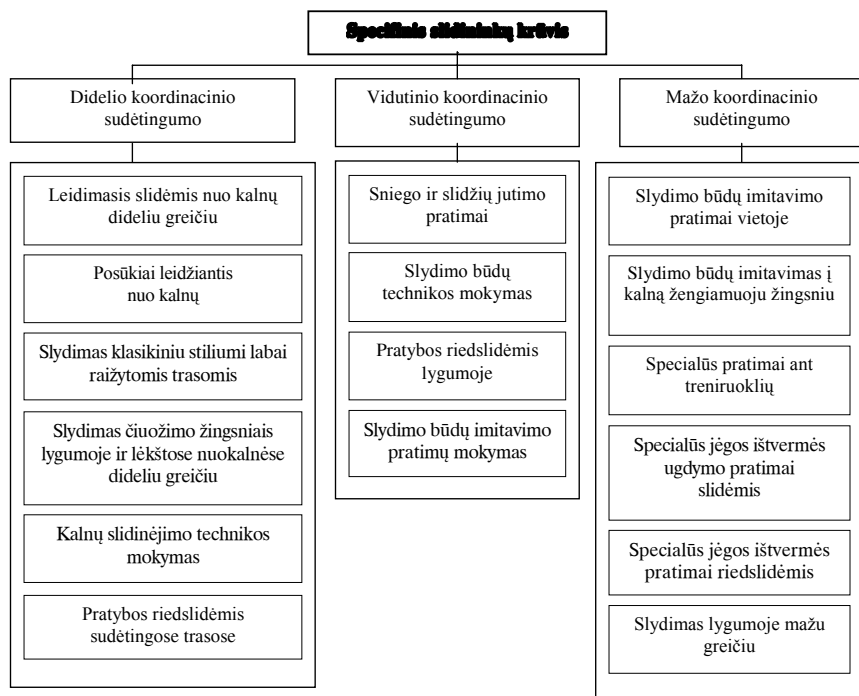 Specifinis slidininkų krūvis
Didelio koordinacinio
sudėtingumo
Leidimasis slidėmis nuo kalnų
dideliu greičiu
Posūkiai leidžiantis
nuo kalnų
Slydimas klasikiniu stiliumi labai
raižytomis trasomis
Slydimas čiuožimo žingsniais
lygumoje ir lėkštose nuokalnėse
dideliu greičiu
Kalnų slidinėjimo technikos
mokymas
Pratybos riedslidėmis
sudėtingose trasose
Vidutinio koordinacinio
sudėtingumo
Sniego ir slidžių jutimo
pratimai
Slydimo būdų
technikos mokymas
Pratybos riedslidėmis
lygumoje
Slydimo būdų imitavimo
pratimų mokymas
Mažo koordinacinio
sudėtingumo
Slydimo būdų imitavimo
pratimai vietoje
Slydimo būdų imitavimas į
kalną žengiamuoju žingsniu
Specialūs pratimai ant
treniruoklių
Specialūs jėgos ištvermės
ugdymo pratimai
slidėmis
Specialūs jėgos ištvermės
pratimai riedslidėmis
Slydimas lygumoje mažu
greičiu